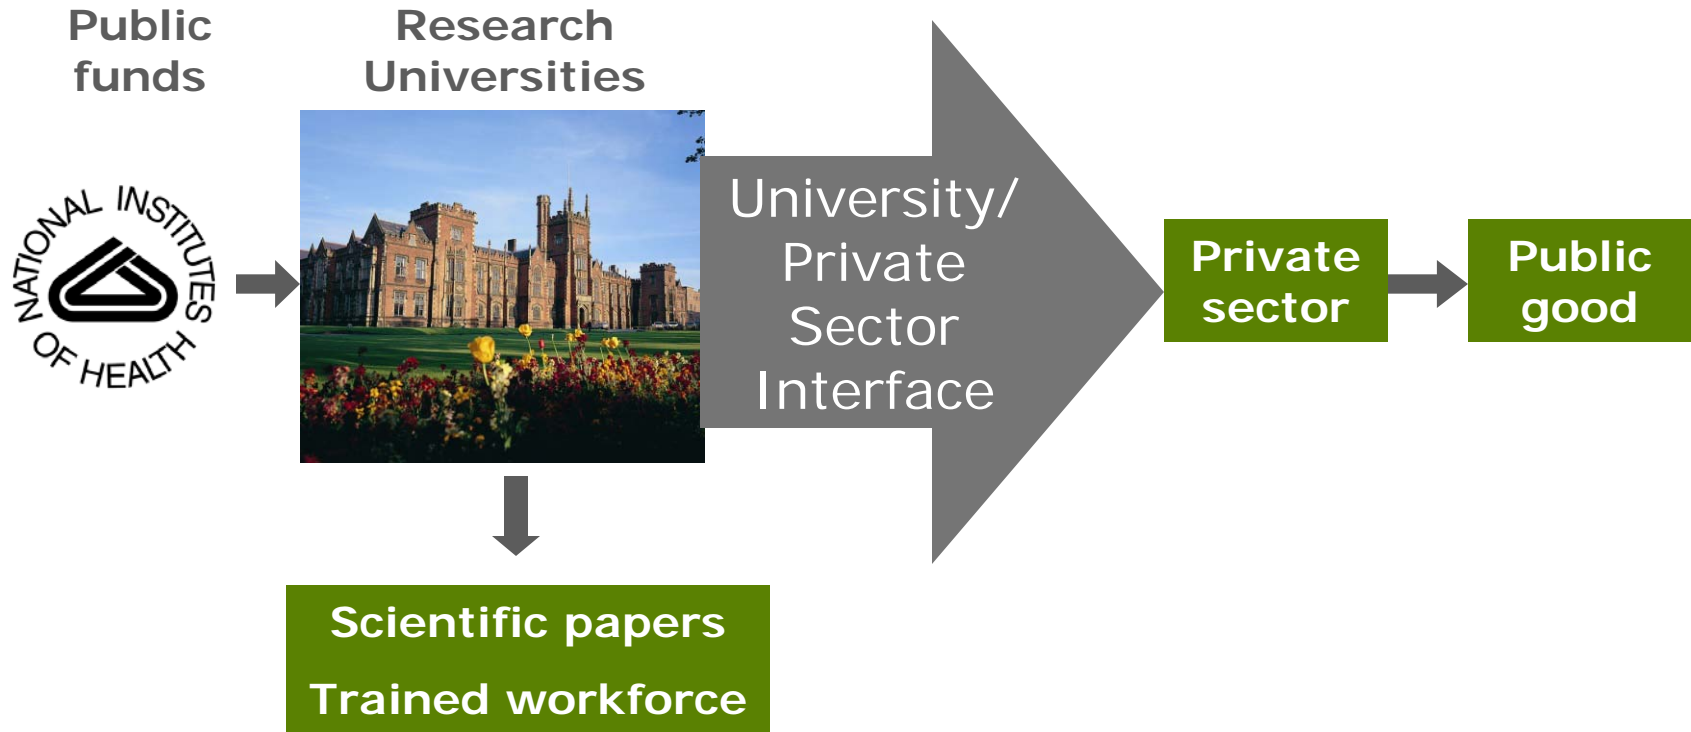 Public
funds
Research
Universities
NATIONAL INSTITUTES
OF HEALTH
University/
Private
Sector
Interface
Private
sector
Public
good
Scientific papers
Trained workforce